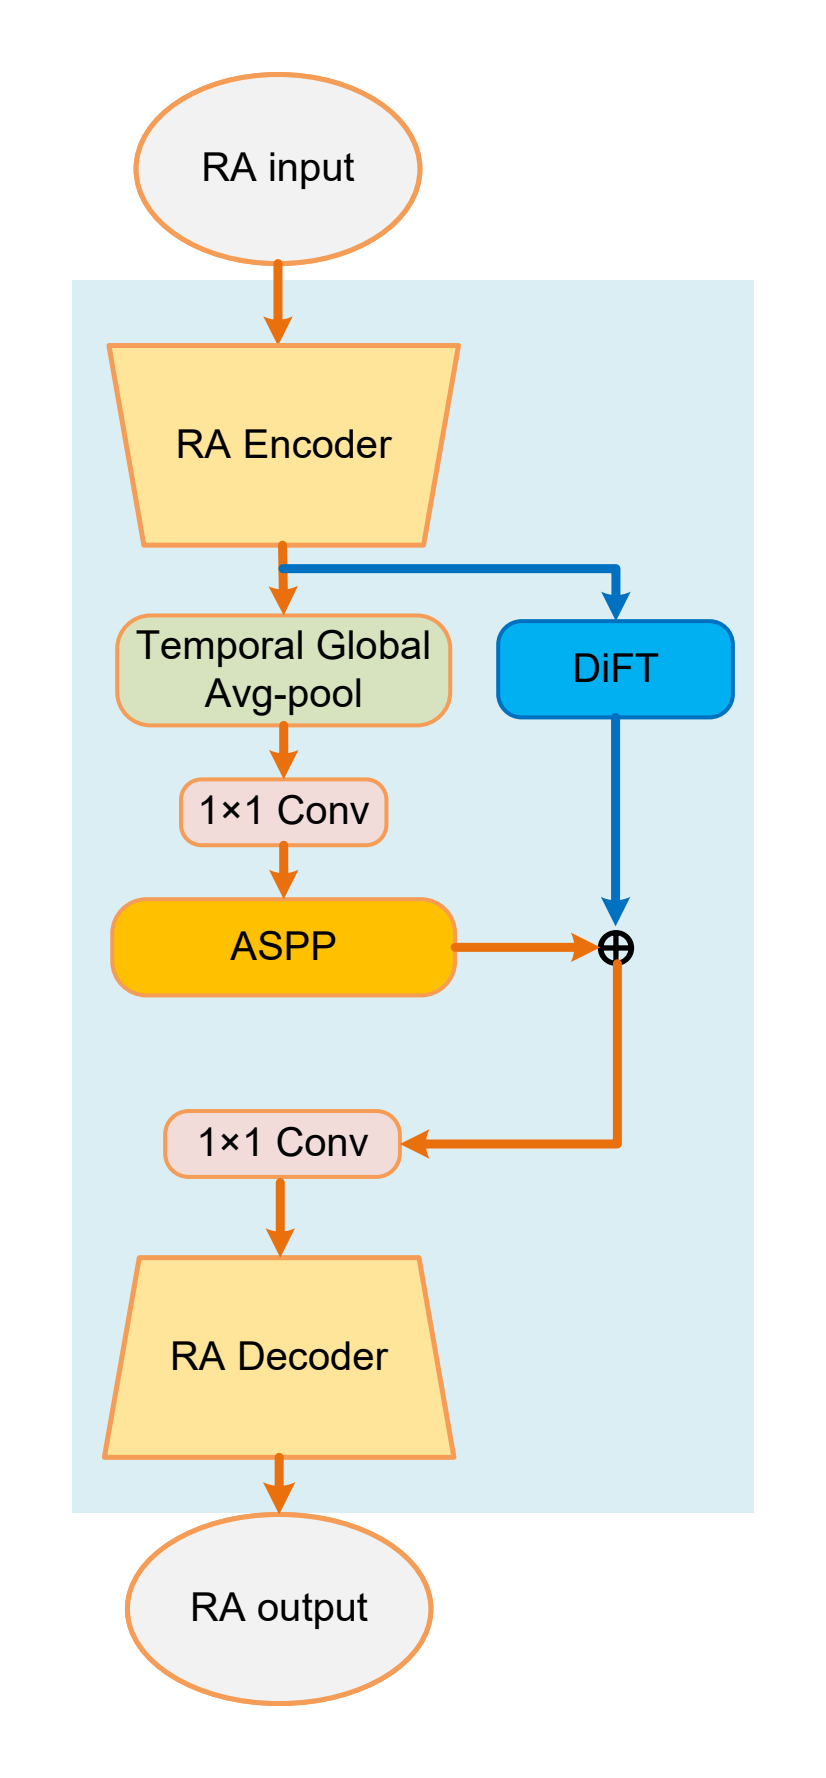 RA input
RA Encoder
Temporal Global
Avg-pool
DiFT
1×1 Conv
ASPP
1×1 Conv
RA Decoder
RA output